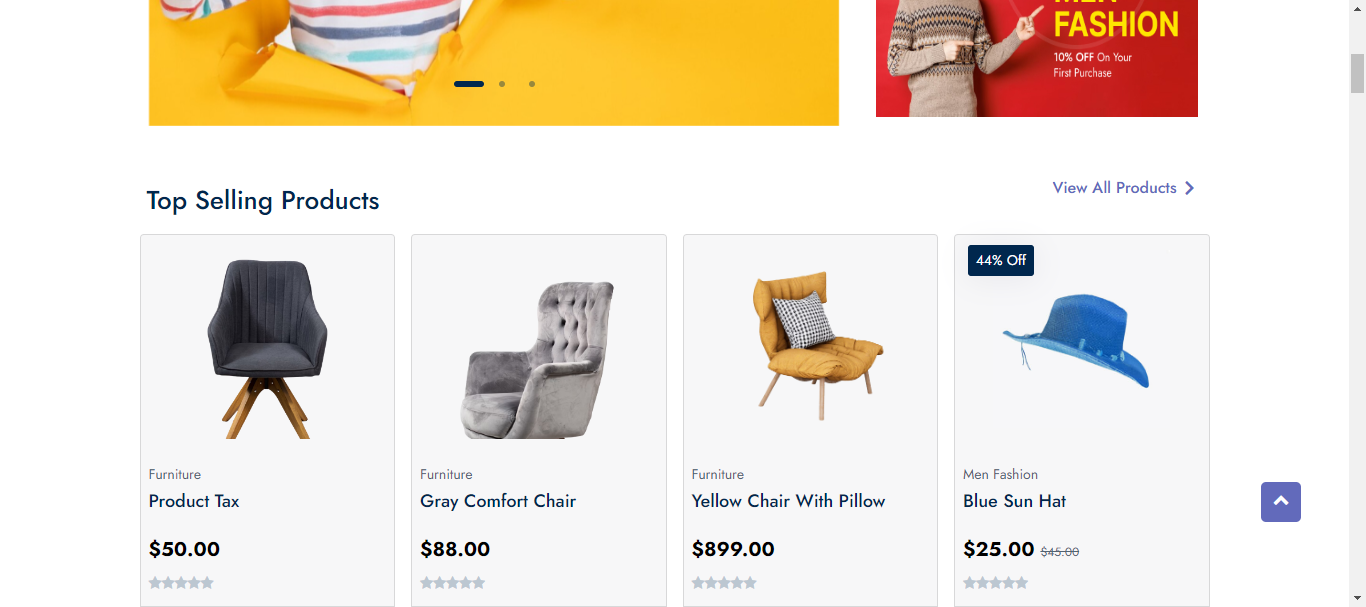 FASHION
10% OFF On Your
First Purchase
Top Selling Products
View All Products
44% Off
Furniture
Product Tax
$50.00
Furniture
Gray Comfort Chair
$88.00
Furniture
Yellow Chair With Pillow
$899.00
Men Fashion
Blue Sun Hat
$25.00 $45.00